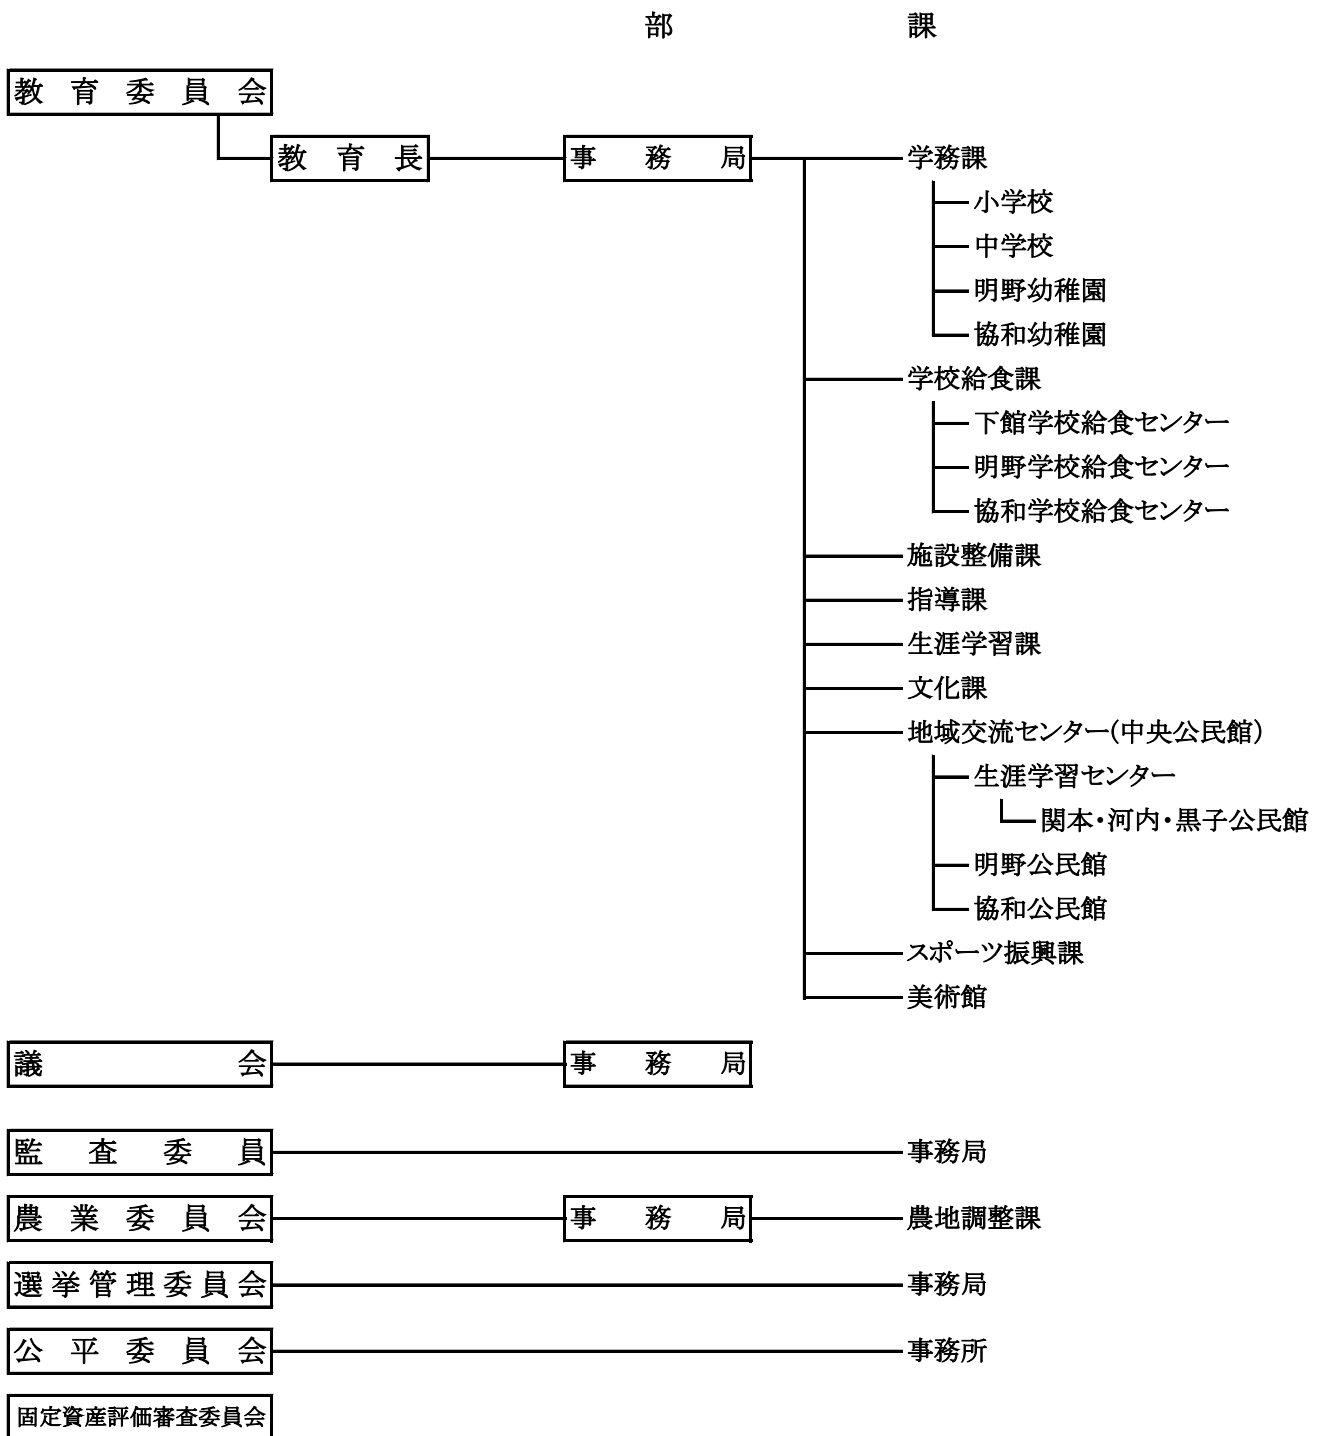 部 課
教育委員会
教育長 事務局 学務課
小学校
中学校
明野幼稚園
協和幼稚園
学校給食課
下館学校給食センター
明野学校給食センター
協和学校給食センター
施設整備課
指導課
生涯学習課
文化課
地域交流センター(中央公民館)
生涯学習センター
関本・河内・黒子公民館
明野公民館
協和公民館
スポーツ振興課
美術館
議会 事務局
監査委員 事務局
農業委員会 事務局 農地調整課
選挙管理委員会 事務局
公平委員会 事務所
固定資産評価審査委員会